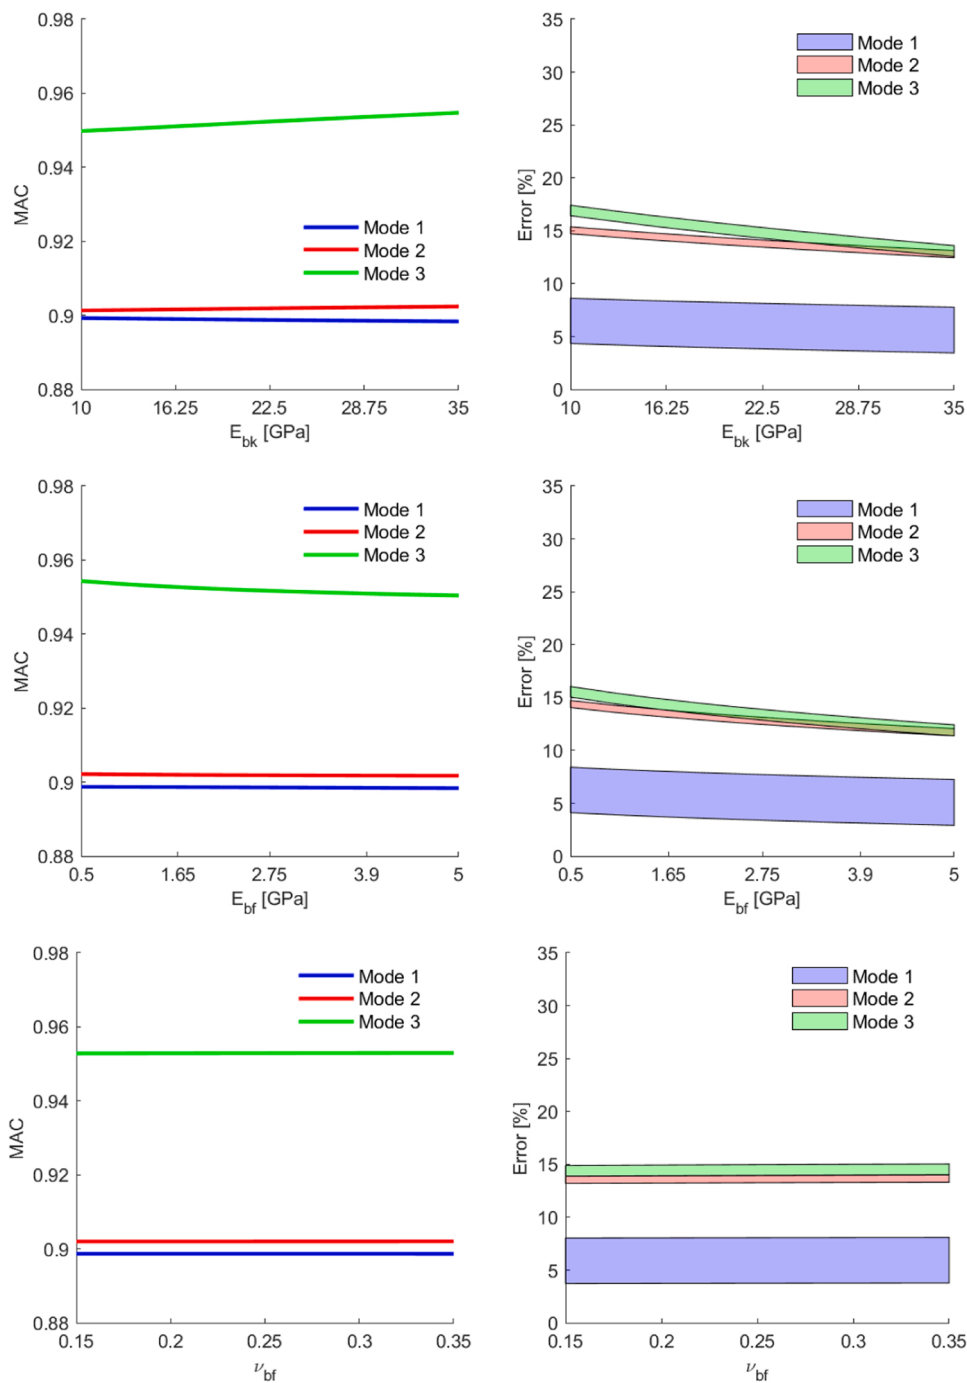 0.98
0.96
0.94
0.92
0.9
0.88
MAC
Mode 1
Mode 2
Mode 3
10 16.25 22.5 28.75 35
E_bk [GPa]
35
30
25
20
15
10
5
0
Error [%]
Mode 1
Mode 2
Mode 3
10 16.25 22.5 28.75 35
E_bk [GPa]
0.98
0.96
0.94
0.92
0.9
0.88
MAC
Mode 1
Mode 2
Mode 3
0.5 1.65 2.75 3.9 5
E_bf [GPa]
35
30
25
20
15
10
5
0
Error [%]
Mode 1
Mode 2
Mode 3
0.5 1.65 2.75 3.9 5
E_bf [GPa]
0.98
0.96
0.94
0.92
0.9
0.88
MAC
Mode 1
Mode 2
Mode 3
0.15 0.2 0.25 0.3 0.35
ν_bf
35
30
25
20
15
10
5
0
Error [%]
Mode 1
Mode 2
Mode 3
0.15 0.2 0.25 0.3 0.35
ν_bf